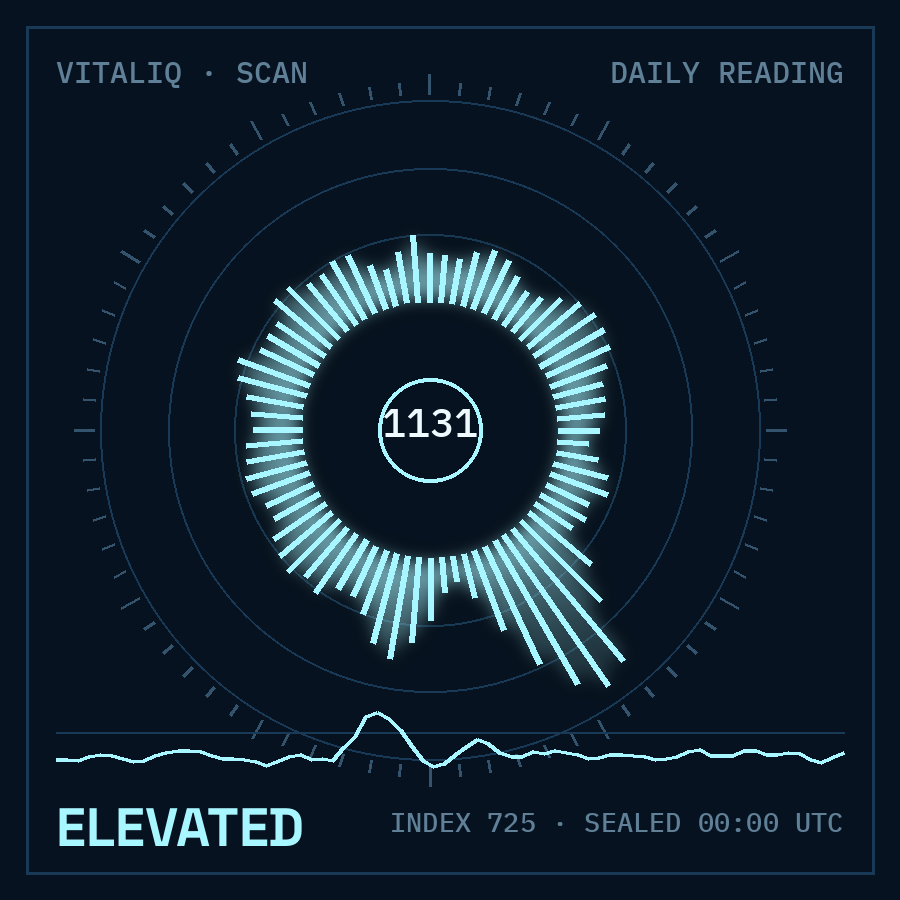 VITALIQ · SCAN
DAILY READING
1131
ELEVATED
INDEX 725 · SEALED 00:00 UTC